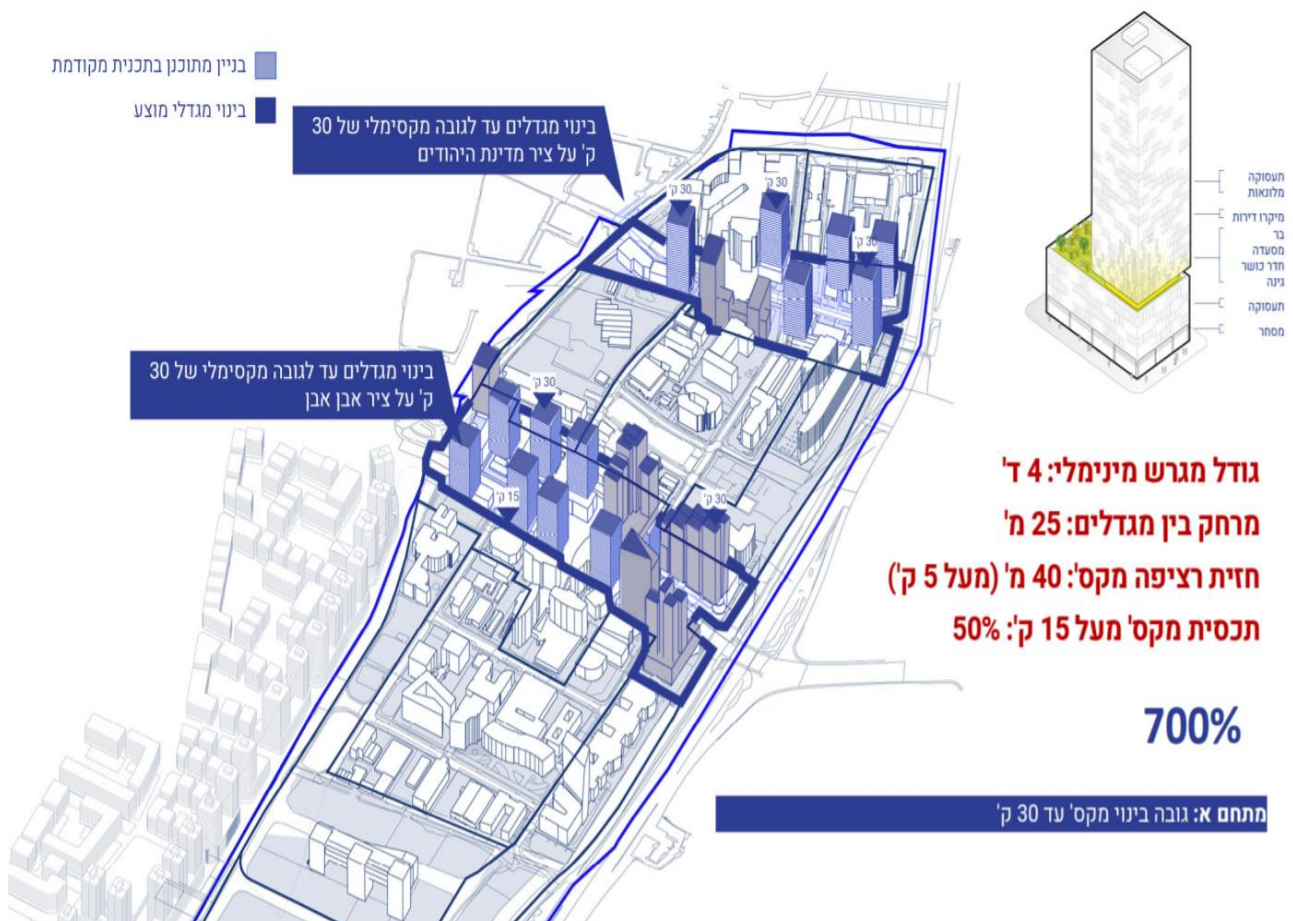 בניין מתוכנן בתכנית מקודמת
בינוי מגדלי מוצע
בינוי מגדלים עד לגובה מקסימלי של 30
ק' על ציר מדינת היהודים
בינוי מגדלים עד לגובה מקסימלי של 30
ק' על ציר אבן אבן
30 ק'
30 ק'
30 ק'
30 ק'
15 ק'
30 ק'
תעסוקה
מלונאות
מיקרו דירות
בר
מסעדה
חדר כושר
גינה
תעסוקה
מסחר
גודל מגרש מינימלי: 4 ד'
מרחק בין מגדלים: 25 מ'
חזית רציפה מקס': 40 מ' (מעל 5 ק')
תכסית מקס' מעל 15 ק': 50%
700%
מתחם א: גובה בינוי מקס' עד 30 ק'